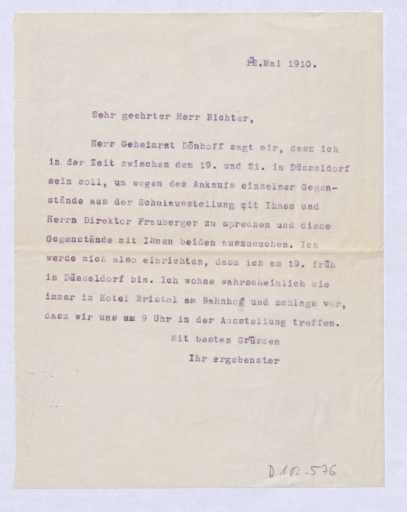 12.Mai 1910.
Sehr geehrter Herr Richter,
Herr Geheimrat Dönhoff sagt mir, dass ich
in der Zeit zwischen dem 19. und 21. in Düsseldorf
sein soll, um wegen des Ankaufs einzelner Gegen-
stände aus der Schulausstellung mit Ihnen und
Herrn Direktor Frauberger zu sprechen und diese
Gegenstände mit Ihnen beiden auszusuchen. Ich
werde mich also einrichten, dass ich am 19. früh
in Düsseldorf bin. Ich wohne wahrscheinlich wie
immer im Hotel Bristol am Bahnhof und schlage vor,
dass wir uns um 9 Uhr in der Ausstellung treffen.
Mit besten Grüssen
Ihr ergebenster
D 102-576